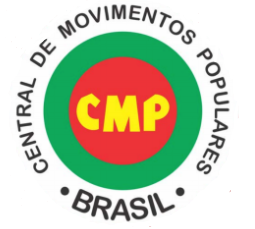 CENTRAL DE MOVIMENTOS POPULARES
CMP
• BRASIL •